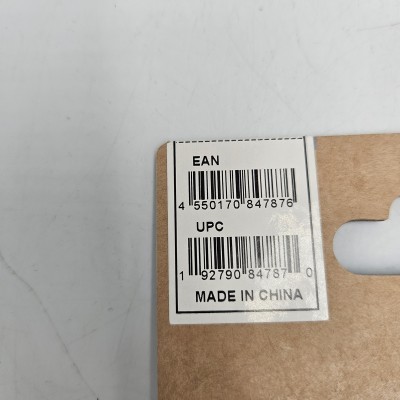 EAN
4 550170 847876
UPC
1 92790 84787 0
MADE IN CHINA